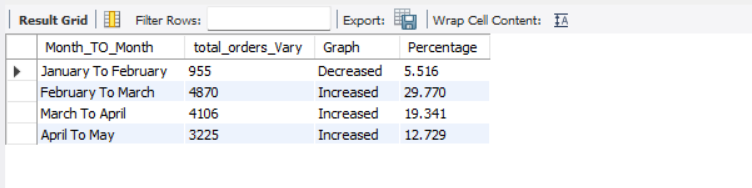 Result Grid Filter Rows: Export: Wrap Cell Content: IA
Month_TO_Month total_orders_Vary Graph Percentage
January To February 955 Decreased 5.516
February To March 4870 Increased 29.770
March To April 4106 Increased 19.341
April To May 3225 Increased 12.729